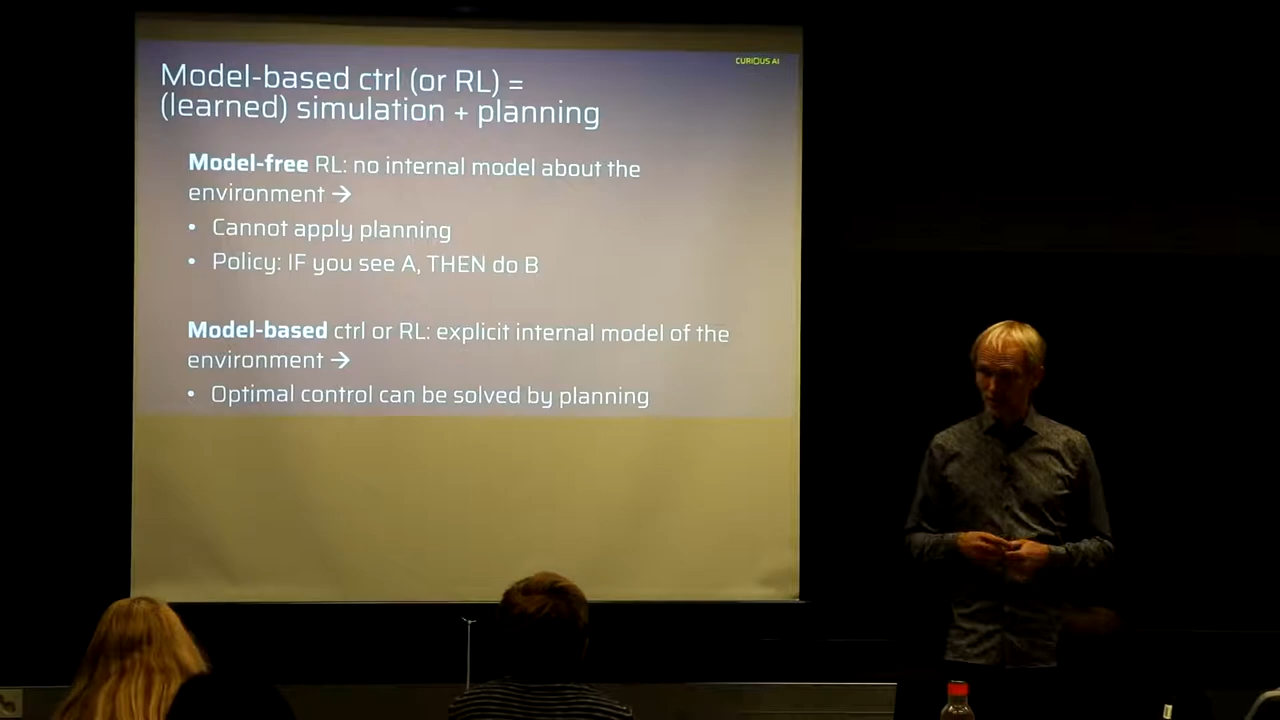 CURIOUS AI
Model-based ctrl (or RL) =
(learned) simulation + planning
Model-free RL: no internal model about the
environment →
• Cannot apply planning
• Policy: IF you see A, THEN do B
Model-based ctrl or RL: explicit internal model of the
environment →
• Optimal control can be solved by planning